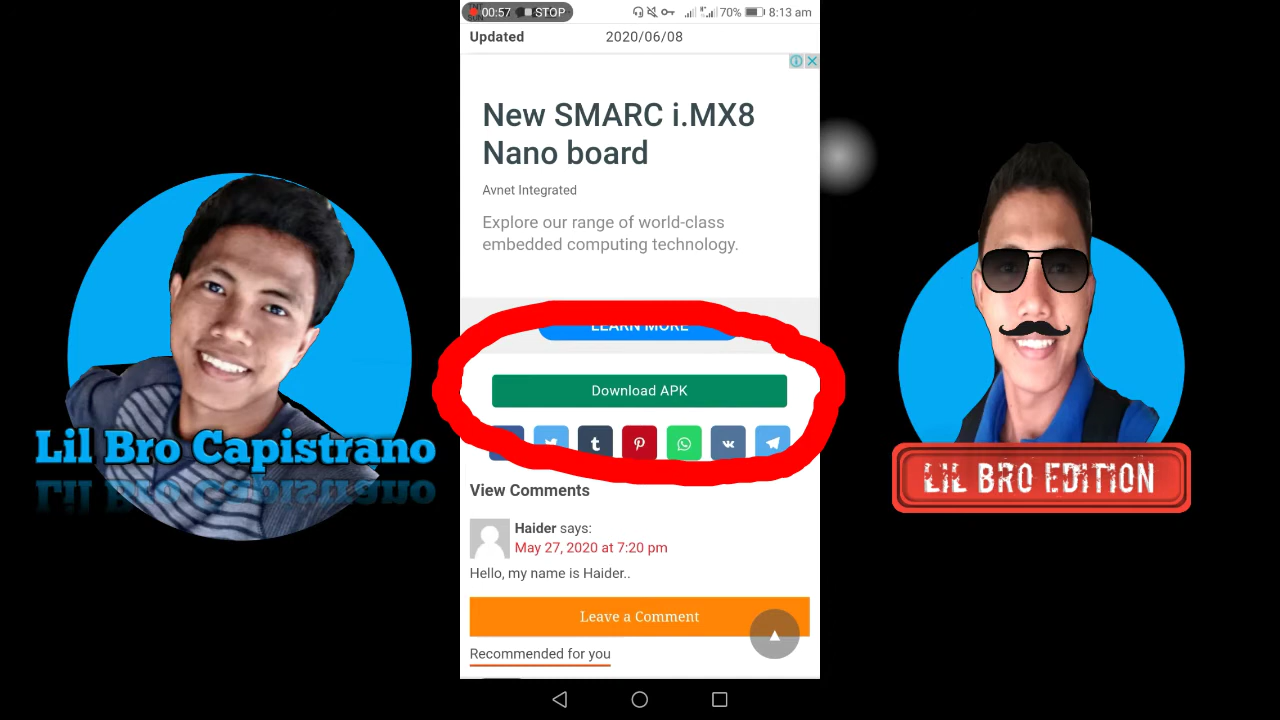 00:57 STOP
70% 8:13 am
Updated 2020/06/08
New SMARC i.MX8
Nano board
Avnet Integrated
Explore our range of world-class
embedded computing technology.
LEARN MORE
Download APK
View Comments
Haider says:
May 27, 2020 at 7:20 pm
Hello, my name is Haider..
Leave a Comment
Recommended for you
Lil Bro Capistrano
LIL BRO EDITION